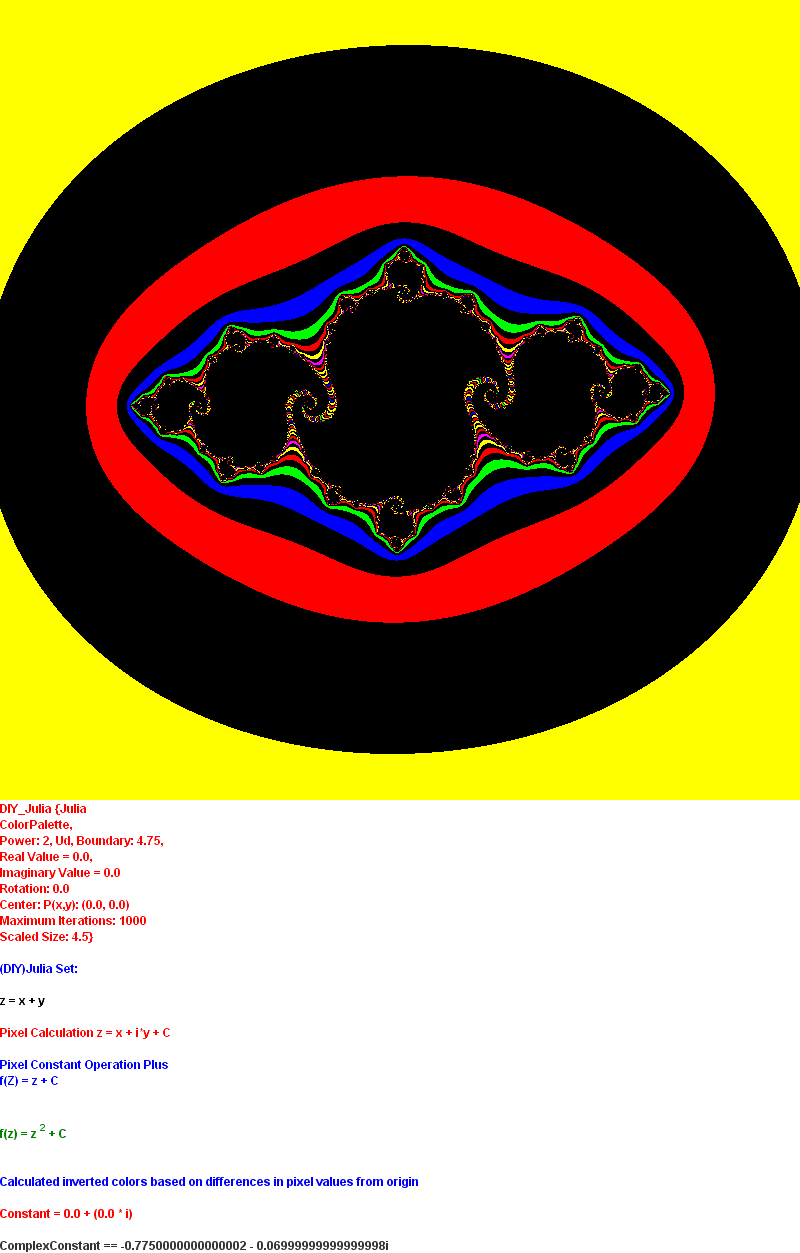 DIY_Julia {Julia
ColorPalette,
Power: 2, Ud, Boundary: 4.75,
Real Value = 0.0,
Imaginary Value = 0.0
Rotation: 0.0
Center: P(x,y): (0.0, 0.0)
Maximum Iterations: 1000
Scaled Size: 4.5}
(DIY)Julia Set:
z = x + y
Pixel Calculation z = x + i*y + C
Pixel Constant Operation Plus
f(Z) = z + C
f(z) = z ² + C
Calculated inverted colors based on differences in pixel values from origin
Constant = 0.0 + (0.0 * i)
ComplexConstant == -0.7750000000000002 - 0.06999999999999998i